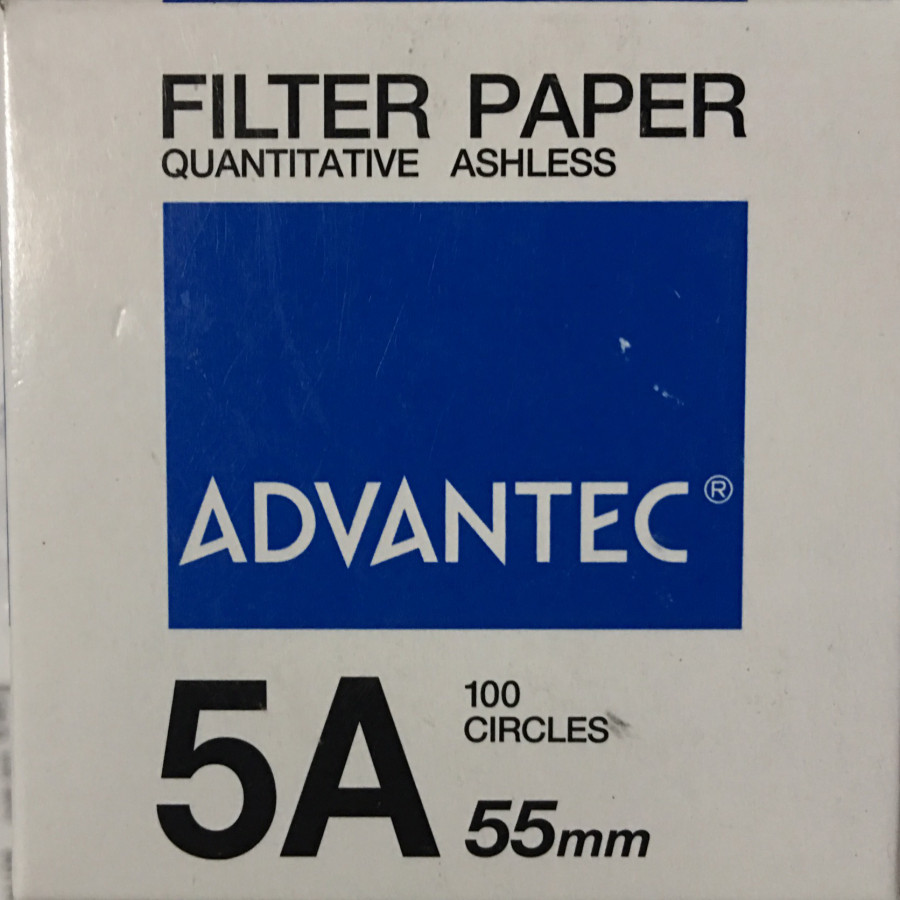 FILTER PAPER
QUANTITATIVE ASHLESS
ADVANTEC®
5A
100
CIRCLES
55mm